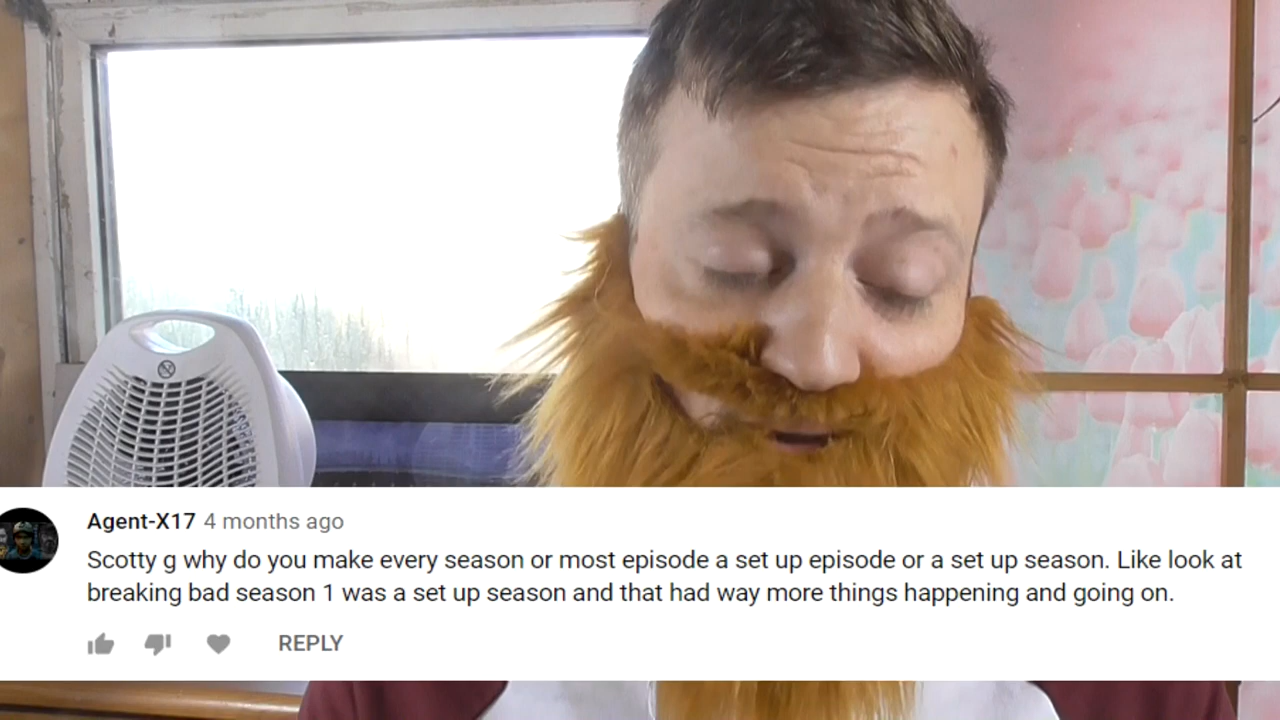 Agent-X17 4 months ago
Scotty g why do you make every season or most episode a set up episode or a set up season. Like look at
breaking bad season 1 was a set up season and that had way more things happening and going on.
REPLY